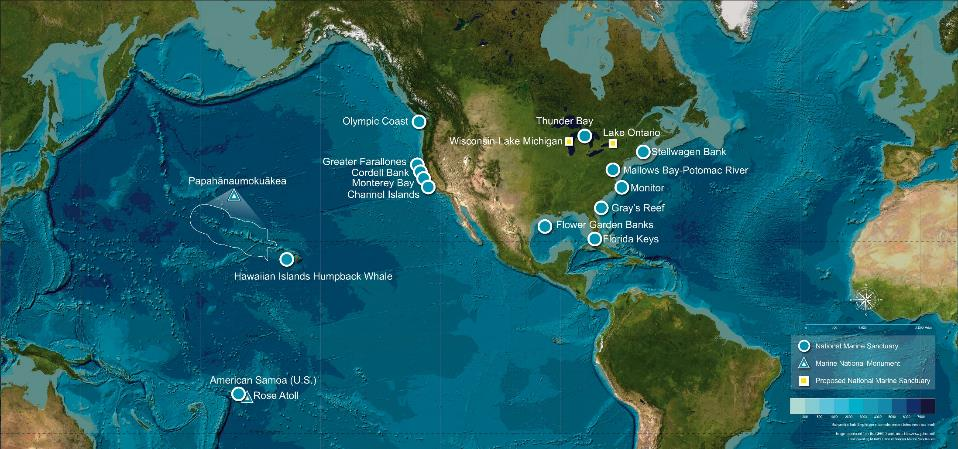 Olympic Coast
Thunder Bay
Lake Ontario
Wisconsin-Lake Michigan
Stellwagen Bank
Greater Farallones
Cordell Bank
Monterey Bay
Channel Islands
Mallows Bay-Potomac River
Papahānaumokuākea
Monitor
Gray's Reef
Flower Garden Banks
Florida Keys
Hawaiian Islands Humpback Whale
American Samoa (U.S.)
Rose Atoll
National Marine Sanctuary
Marine National Monument
Proposed National Marine Sanctuary